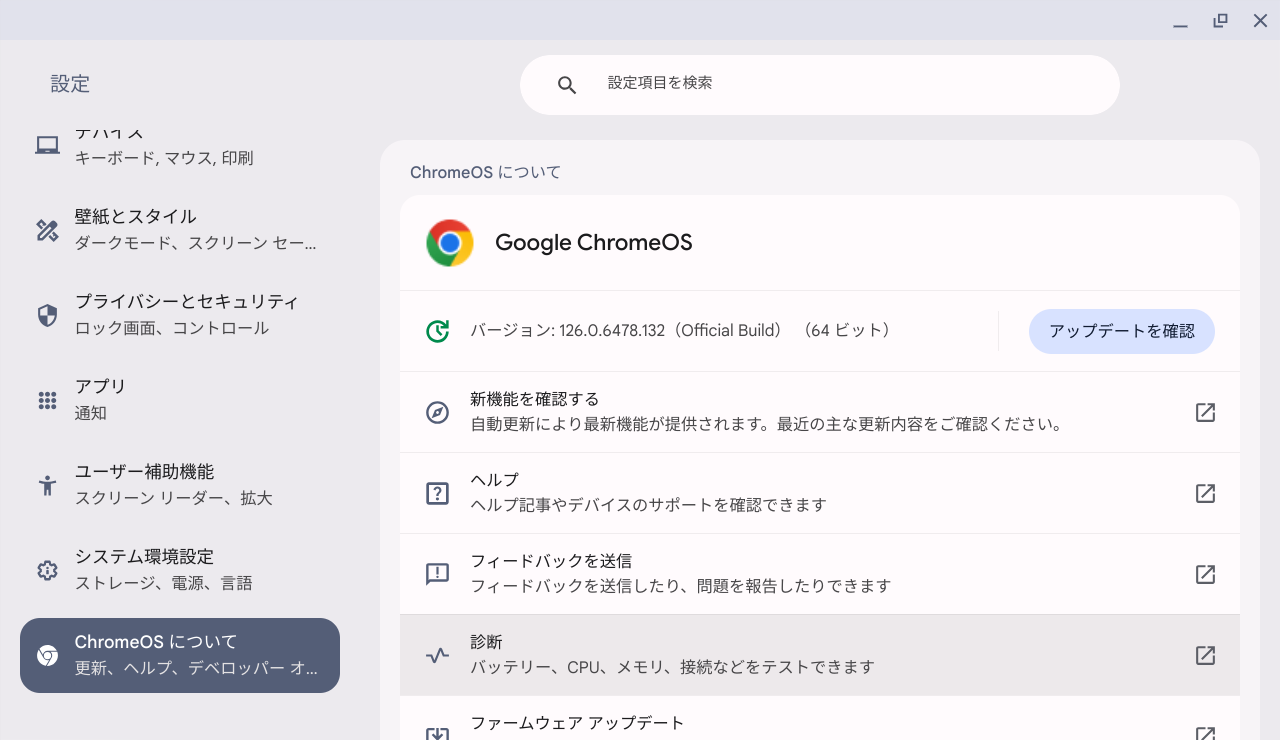 設定
設定項目を検索
デバイス
キーボード, マウス, 印刷
壁紙とスタイル
ダークモード、スクリーン セー...
プライバシーとセキュリティ
ロック画面、コントロール
アプリ
通知
ユーザー補助機能
スクリーン リーダー、拡大
システム環境設定
ストレージ、電源、言語
ChromeOS について
更新、ヘルプ、デベロッパー オ...
ChromeOS について
Google ChromeOS
バージョン: 126.0.6478.132（Official Build） （64 ビット）
アップデートを確認
新機能を確認する
自動更新により最新機能が提供されます。最近の主な更新内容をご確認ください。
ヘルプ
ヘルプ記事やデバイスのサポートを確認できます
フィードバックを送信
フィードバックを送信したり、問題を報告したりできます
診断
バッテリー、CPU、メモリ、接続などをテストできます
ファームウェア アップデート